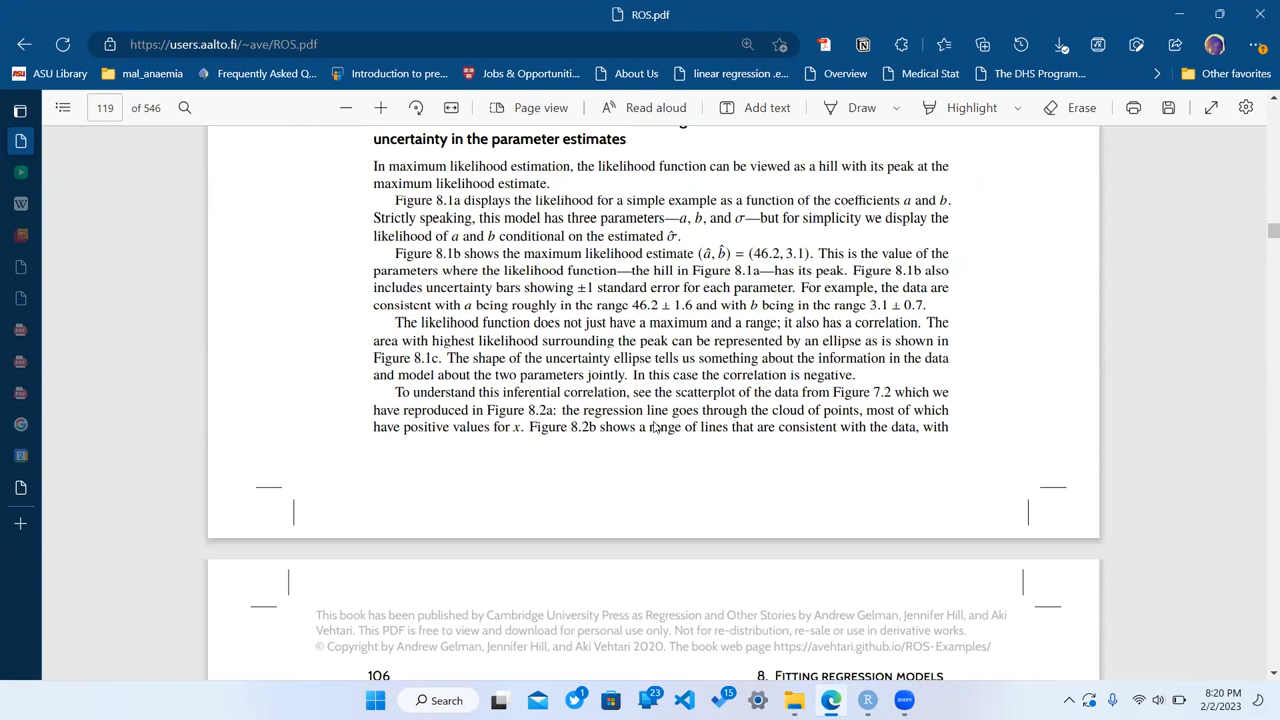 ROS.pdf
https://users.aalto.fi/~ave/ROS.pdf
ASU Library
mal_anaemia
Frequently Asked Q...
Introduction to pre...
Jobs & Opportuniti...
About Us
linear regression .e...
Overview
Medical Stat
The DHS Program...
Other favorites
119 of 546
Page view
Read aloud
Add text
Draw
Highlight
Erase
uncertainty in the parameter estimates
In maximum likelihood estimation, the likelihood function can be viewed as a hill with its peak at the
maximum likelihood estimate.
Figure 8.1a displays the likelihood for a simple example as a function of the coefficients a and b.
Strictly speaking, this model has three parameters—a, b, and σ—but for simplicity we display the
likelihood of a and b conditional on the estimated σ̂.
Figure 8.1b shows the maximum likelihood estimate (â, b̂) = (46.2, 3.1). This is the value of the
parameters where the likelihood function—the hill in Figure 8.1a—has its peak. Figure 8.1b also
includes uncertainty bars showing ±1 standard error for each parameter. For example, the data are
consistent with a being roughly in the range 46.2 ± 1.6 and with b being in the range 3.1 ± 0.7.
The likelihood function does not just have a maximum and a range; it also has a correlation. The
area with highest likelihood surrounding the peak can be represented by an ellipse as is shown in
Figure 8.1c. The shape of the uncertainty ellipse tells us something about the information in the data
and model about the two parameters jointly. In this case the correlation is negative.
To understand this inferential correlation, see the scatterplot of the data from Figure 7.2 which we
have reproduced in Figure 8.2a: the regression line goes through the cloud of points, most of which
have positive values for x. Figure 8.2b shows a range of lines that are consistent with the data, with
This book has been published by Cambridge University Press as Regression and Other Stories by Andrew Gelman, Jennifer Hill, and Aki
Vehtari. This PDF is free to view and download for personal use only. Not for re-distribution, re-sale or use in derivative works.
© Copyright by Andrew Gelman, Jennifer Hill, and Aki Vehtari 2020. The book web page https://avehtari.github.io/ROS-Examples/
106
8. FITTING REGRESSION MODELS
Search
1
23
15
zoom
8:20 PM
2/2/2023